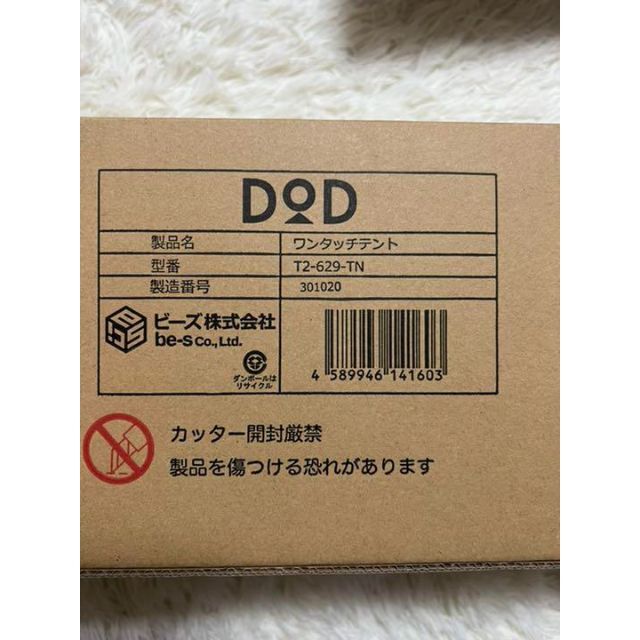 DOD
製品名 ワンタッチテント
型番 T2-629-TN
製造番号 301020
ビーズ株式会社
be-s Co.,Ltd.
ダンボールは
リサイクル
4 589946 141603
カッター開封厳禁
製品を傷つける恐れがあります